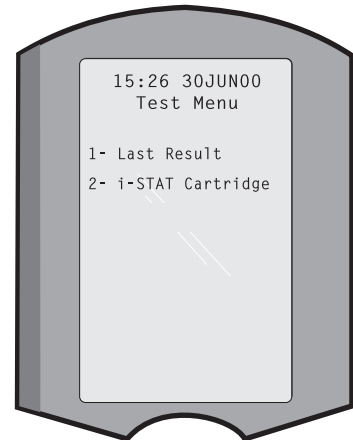 15:26 30JUN00
Test Menu
1- Last Result
2- i-STAT Cartridge